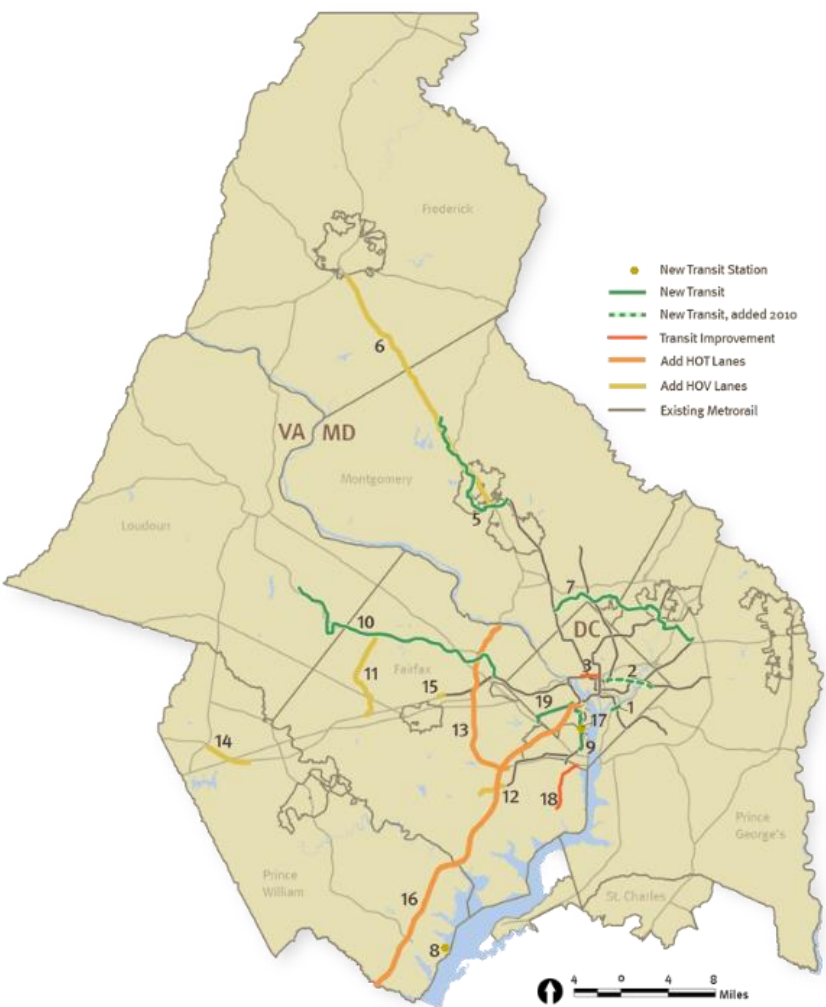 Frederick
New Transit Station
New Transit
New Transit, added 2010
Transit Improvement
Add HOT Lanes
Add HOV Lanes
Existing Metrorail
6
VA MD
Montgomery
Loudoun
5
7
DC
10
Fairfax
3
2
11
15
19
1
17
13
9
14
12
18
Prince
George's
Prince
William
St. Charles
16
8
4 0 4 8
Miles